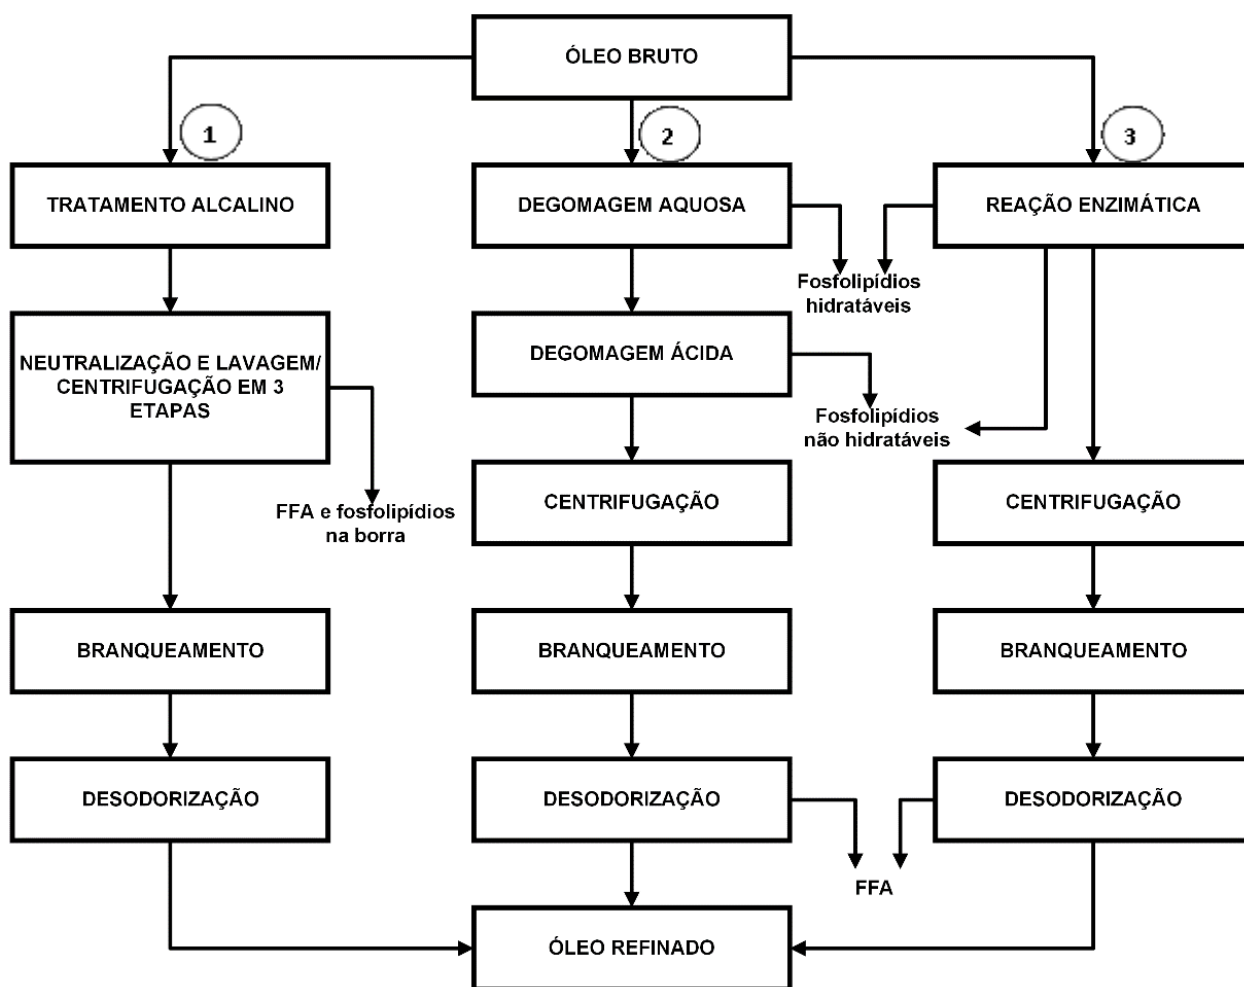 ÓLEO BRUTO
1
2
3
TRATAMENTO ALCALINO
DEGOMAGEM AQUOSA
REAÇÃO ENZIMÁTICA
Fosfolipídios
hidratáveis
NEUTRALIZAÇÃO E LAVAGEM/
CENTRIFUGAÇÃO EM 3
ETAPAS
DEGOMAGEM ÁCIDA
Fosfolipídios
não hidratáveis
FFA e fosfolipídios
na borra
CENTRIFUGAÇÃO
CENTRIFUGAÇÃO
BRANQUEAMENTO
BRANQUEAMENTO
BRANQUEAMENTO
DESODORIZAÇÃO
DESODORIZAÇÃO
DESODORIZAÇÃO
FFA
ÓLEO REFINADO